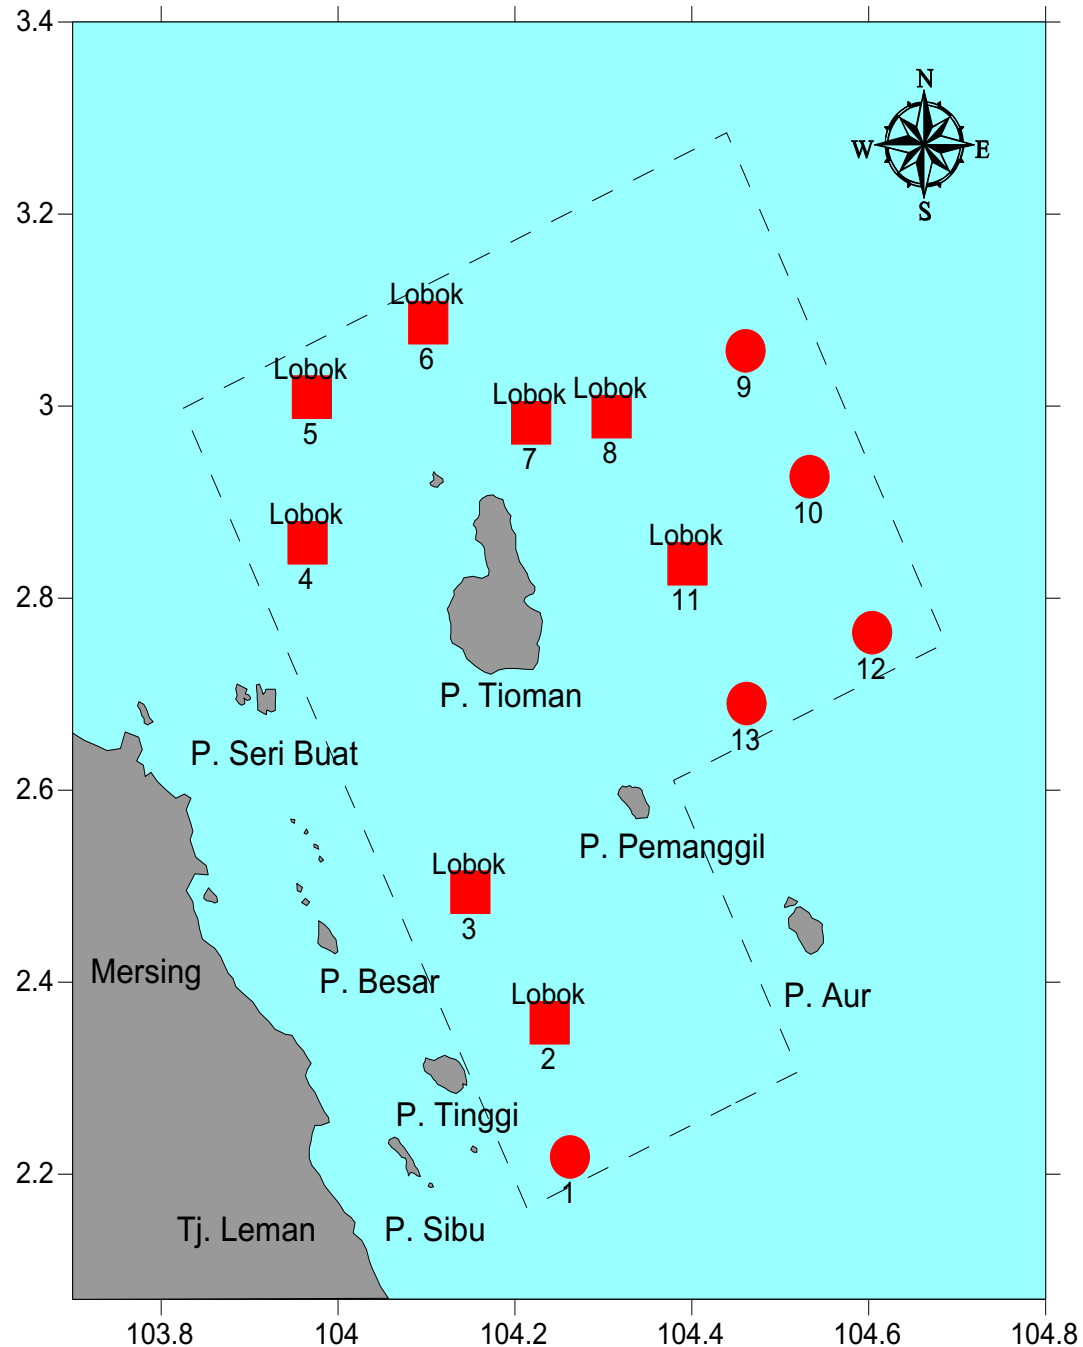 3.4
N
W
E
S
3.2
Lobok
6
9
Lobok
5
3
Lobok
7
Lobok
8
10
Lobok
4
Lobok
11
2.8
12
P. Tioman
13
P. Seri Buat
2.6
P. Pemanggil
Lobok
3
Mersing
2.4
P. Besar
Lobok
2
P. Aur
P. Tinggi
2.2
1
Tj. Leman
P. Sibu
103.8
104
104.2
104.4
104.6
104.8